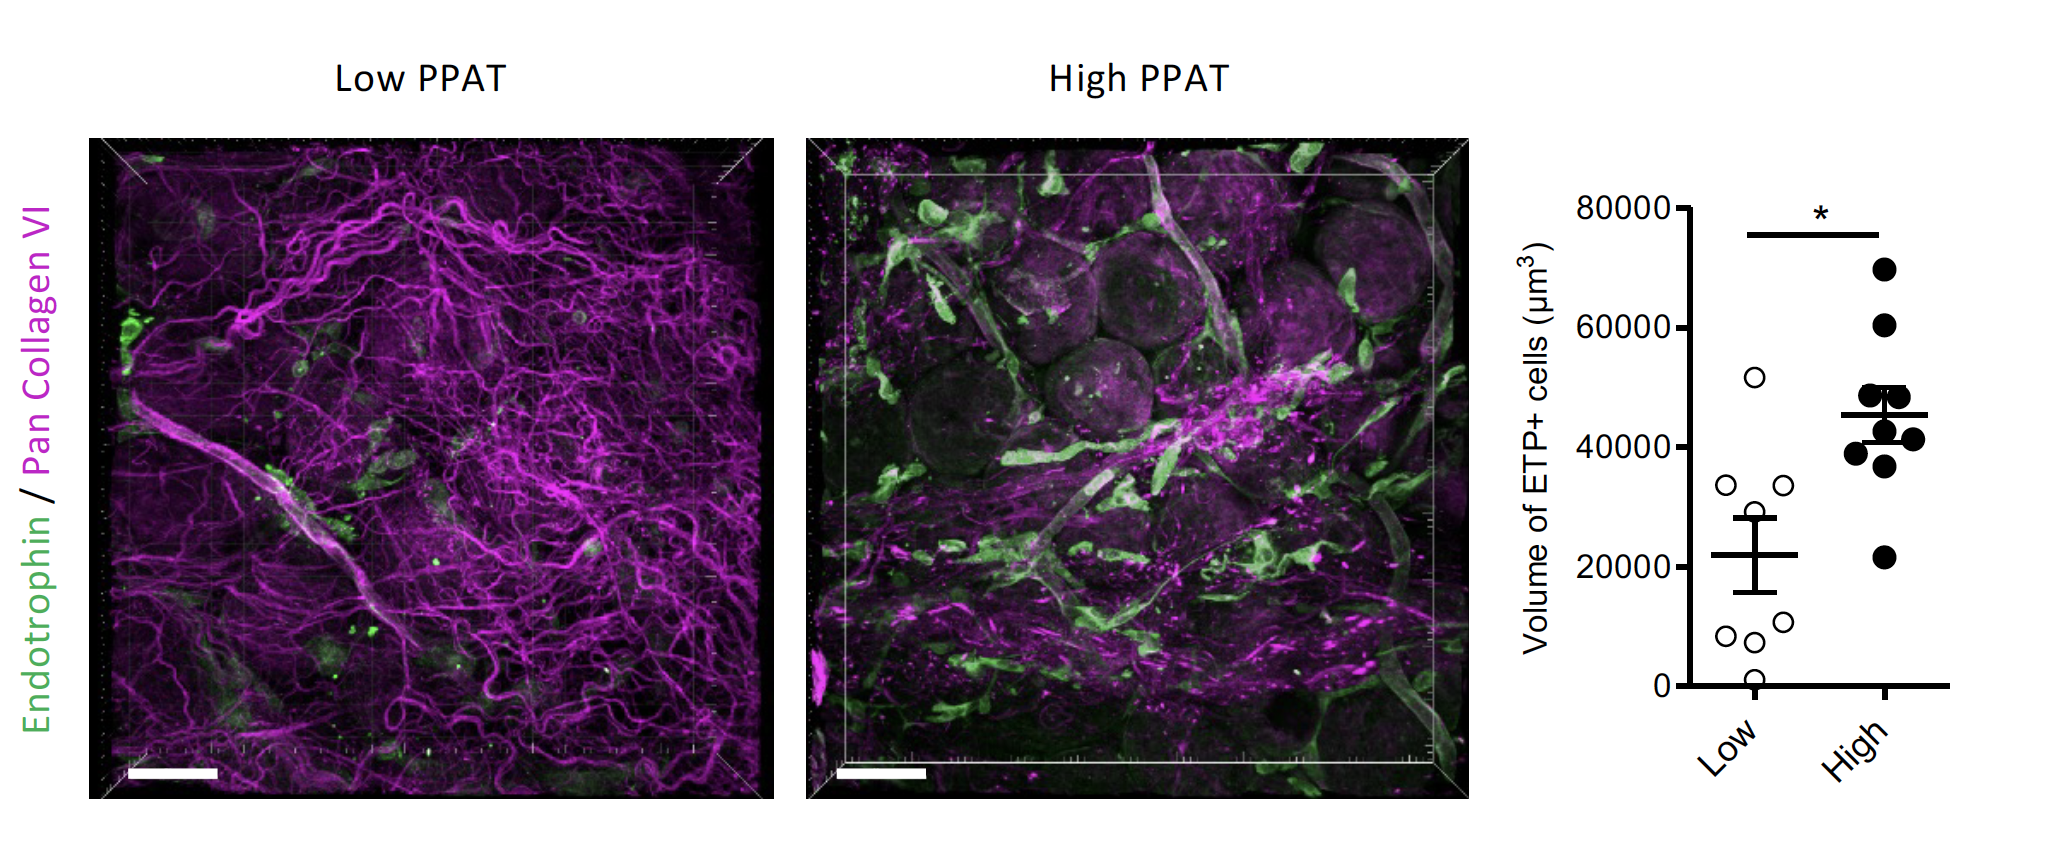 Low PPAT
High PPAT
Endotrophin / Pan Collagen VI
Volume of ETP+ cells (µm³)
80000
60000
40000
20000
0
*
Low
High